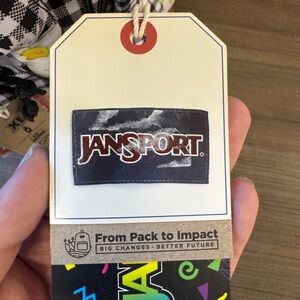 JANSPORT®
From Pack to Impact
BIG CHANGES - BETTER FUTURE